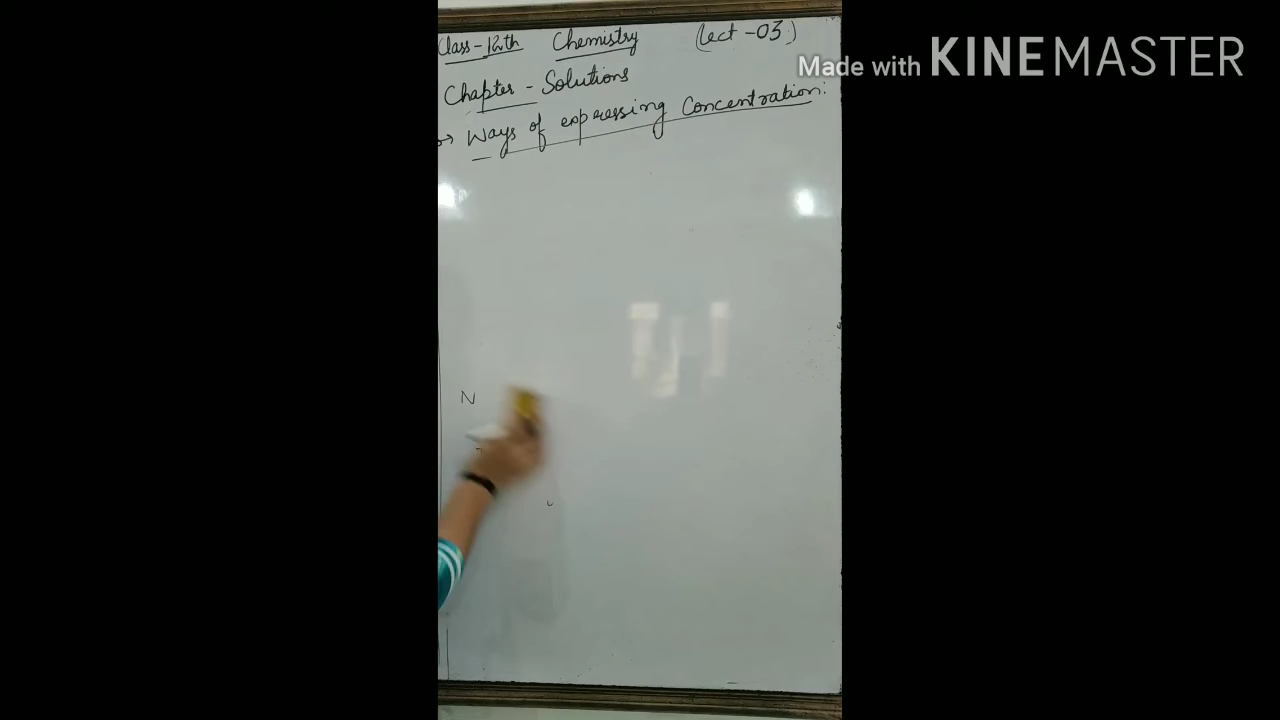 Class-12th Chemistry (Lect-03)
Made with KINEMASTER
Chapter - Solutions
→ Ways of expressing Concentration:
N